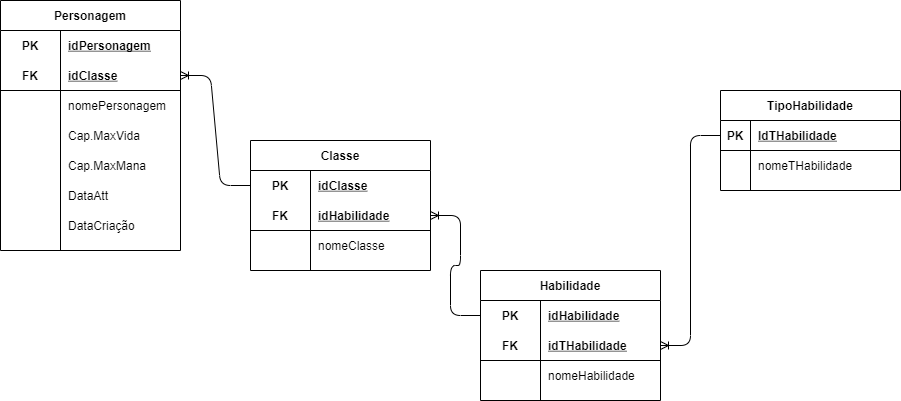 Personagem
PK idPersonagem
FK idClasse
nomePersonagem
Cap.MaxVida
Cap.MaxMana
DataAtt
DataCriação
Classe
PK idClasse
FK idHabilidade
nomeClasse
Habilidade
PK idHabilidade
FK idTHabilidade
nomeHabilidade
TipoHabilidade
PK IdTHabilidade
nomeTHabilidade